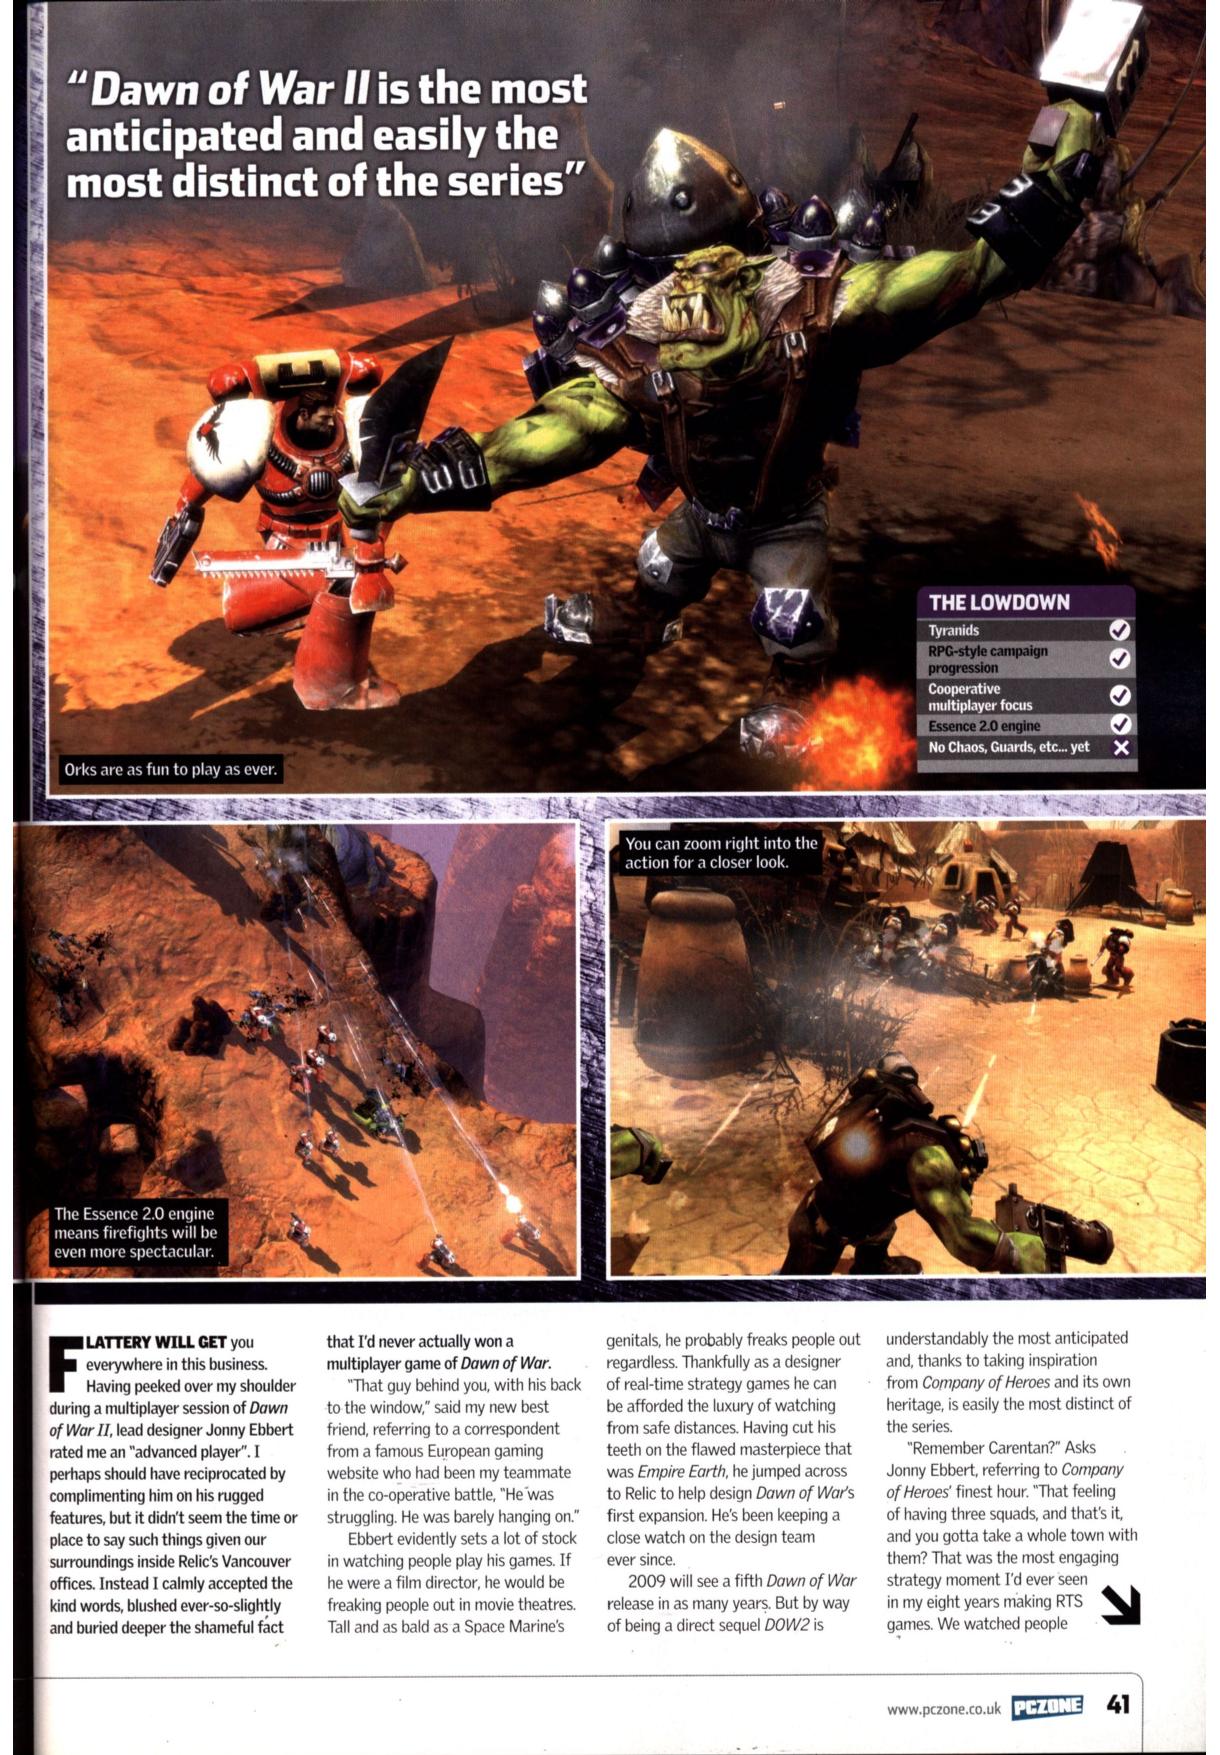 “Dawn of War II is the most
anticipated and easily the
most distinct of the series”
THE LOWDOWN
Tyranids
RPG-style campaign
progression
Cooperative
multiplayer focus
Essence 2.0 engine
No Chaos, Guards, etc... yet
Orks are as fun to play as ever.
The Essence 2.0 engine
means firefights will be
even more spectacular.
You can zoom right into the
action for a closer look.
FLATTERY WILL GET you
everywhere in this business.
Having peeked over my shoulder
during a multiplayer session of Dawn
of War II, lead designer Jonny Ebbert
rated me an “advanced player”. I
perhaps should have reciprocated by
complimenting him on his rugged
features, but it didn’t seem the time or
place to say such things given our
surroundings inside Relic’s Vancouver
offices. Instead I calmly accepted the
kind words, blushed ever-so-slightly
and buried deeper the shameful fact
that I’d never actually won a
multiplayer game of Dawn of War.
“That guy behind you, with his back
to the window,” said my new best
friend, referring to a correspondent
from a famous European gaming
website who had been my teammate
in the co-operative battle, “He was
struggling. He was barely hanging on.”
Ebbert evidently sets a lot of stock
in watching people play his games. If
he were a film director, he would be
freaking people out in movie theatres.
Tall and as bald as a Space Marine’s
genitals, he probably freaks people out
regardless. Thankfully as a designer
of real-time strategy games he can
be afforded the luxury of watching
from safe distances. Having cut his
teeth on the flawed masterpiece that
was Empire Earth, he jumped across
to Relic to help design Dawn of War’s
first expansion. He’s been keeping a
close watch on the design team
ever since.
2009 will see a fifth Dawn of War
release in as many years. But by way
of being a direct sequel DOW2 is
understandably the most anticipated
and, thanks to taking inspiration
from Company of Heroes and its own
heritage, is easily the most distinct of
the series.
“Remember Carentan?” Asks
Jonny Ebbert, referring to Company
of Heroes’ finest hour. “That feeling
of having three squads, and that’s it,
and you gotta take a whole town with
them? That was the most engaging
strategy moment I’d ever seen
in my eight years making RTS
games. We watched people
www.pczone.co.uk PCZONE 41